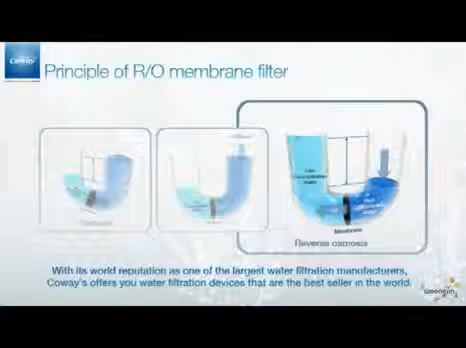 Coway
Principle of R/O membrane filter
Membrane
Reverse osmosis
With its world reputation as one of the largest water filtration manufacturers,
Coway's offers you water filtration devices that are the best seller in the world.
woongjin